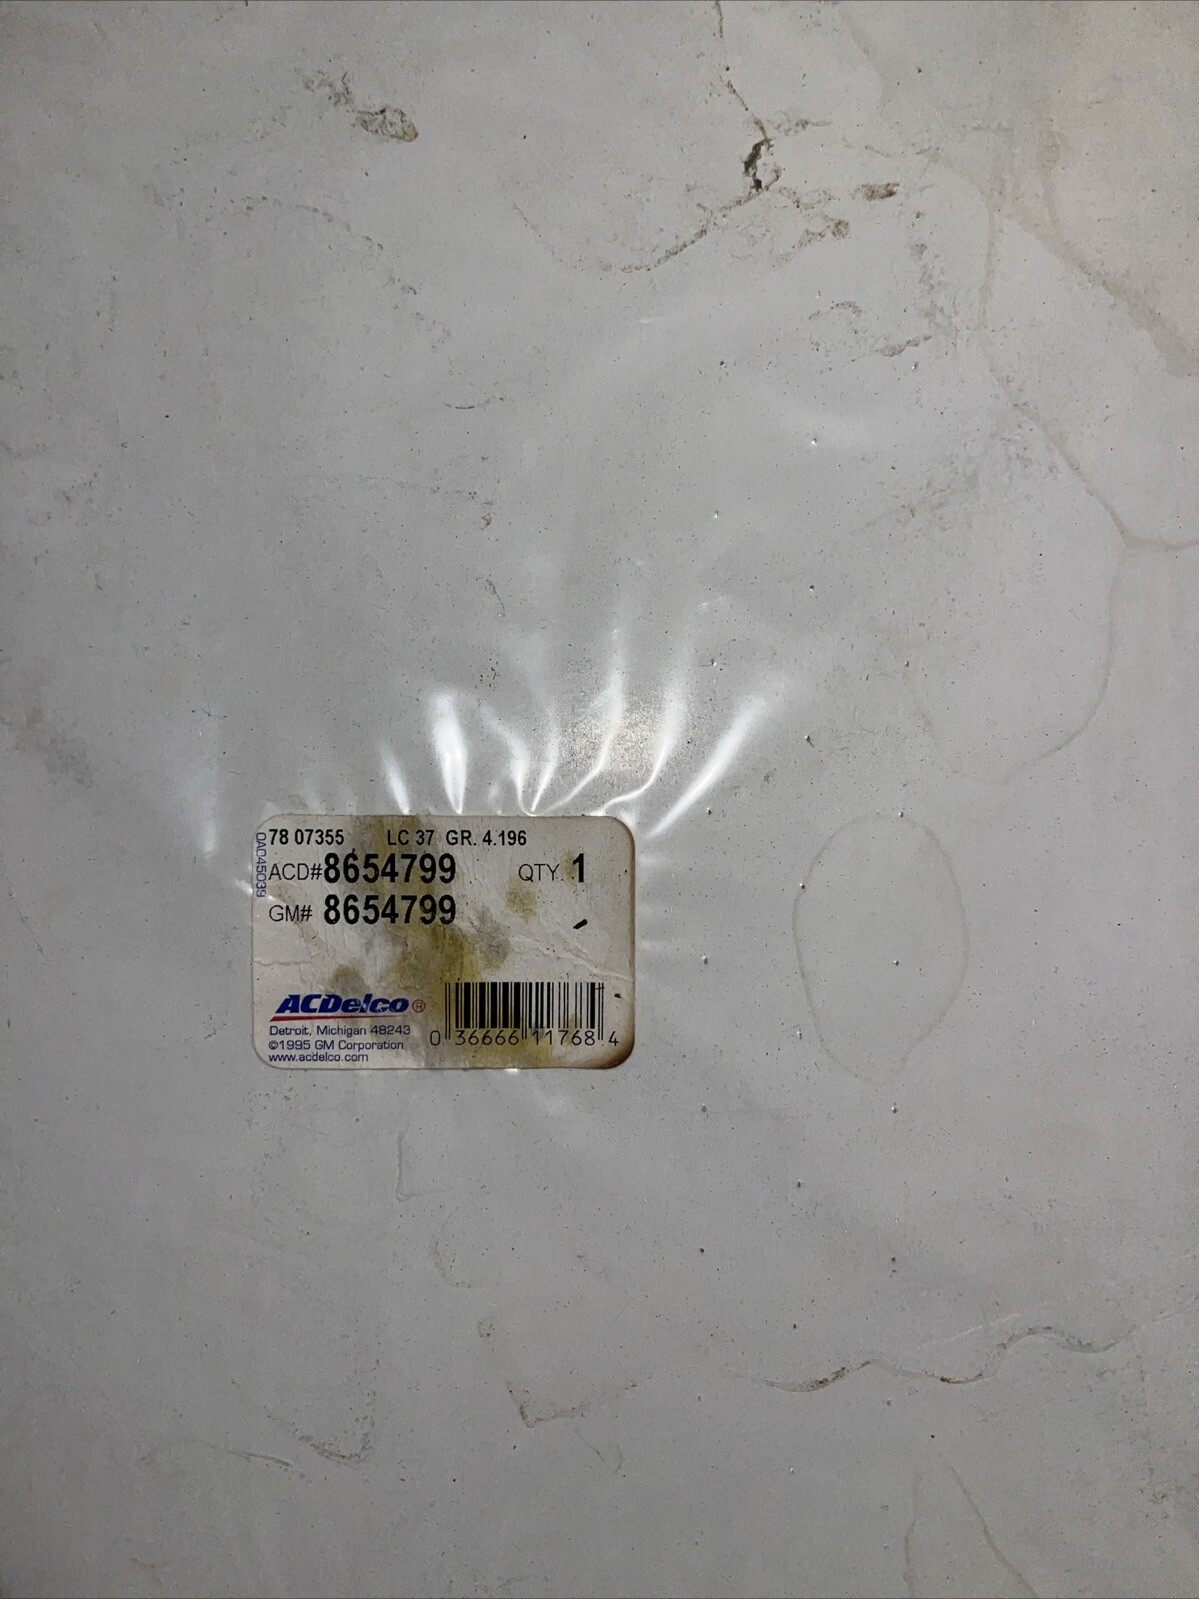 78 07355 LC 37 GR. 4.196
0AC45039
ACD#8654799 QTY. 1
GM# 8654799
ACDelco®
Detroit, Michigan 48243
©1995 GM Corporation
www.acdelco.com
0 36666 11768 4